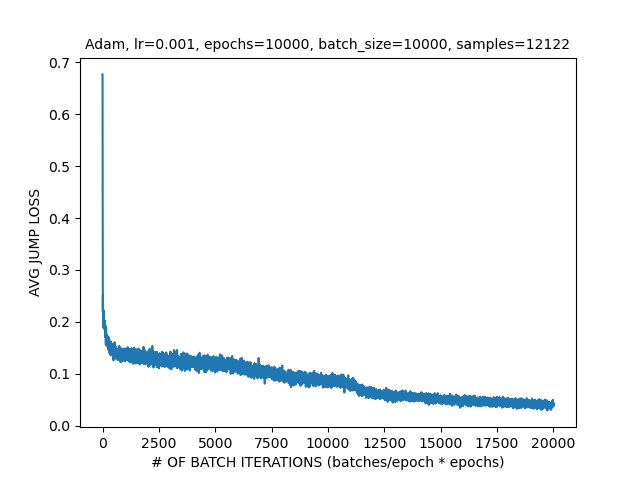 Adam, lr=0.001, epochs=10000, batch_size=10000, samples=12122
0.7
0.6
0.5
0.4
0.3
0.2
0.1
0.0
AVG JUMP LOSS
0 2500 5000 7500 10000 12500 15000 17500 20000
# OF BATCH ITERATIONS (batches/epoch * epochs)